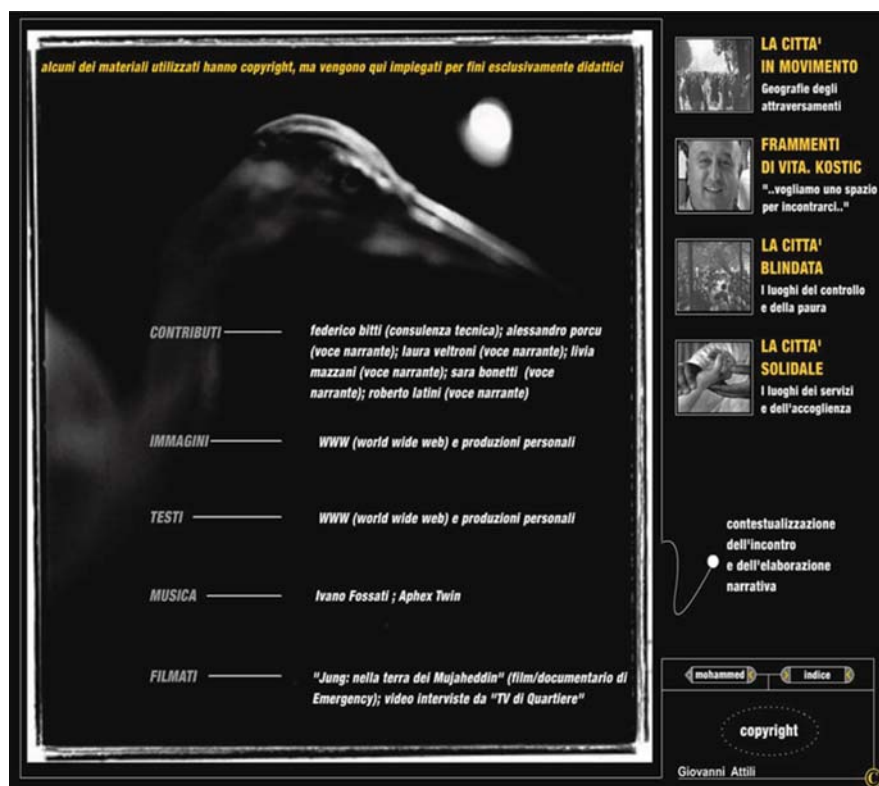 alcuni dei materiali utilizzati hanno copyright, ma vengono qui impiegati per fini esclusivamente didattici
CONTRIBUTI
federico bitti (consulenza tecnica); alessandro porcu
(voce narrante); laura veltroni (voce narrante); livia
mazzani (voce narrante); sara bonetti (voce
narrante); roberto latini (voce narrante)
IMMAGINI
WWW (world wide web) e produzioni personali
TESTI
WWW (world wide web) e produzioni personali
MUSICA
Ivano Fossati ; Aphex Twin
FILMATI
"Jung: nella terra dei Mujaheddin" (film/documentario di
Emergency); video interviste da "TV di Quartiere"
LA CITTA'
IN MOVIMENTO
Geografie degli
attraversamenti
FRAMMENTI
DI VITA. KOSTIC
"..vogliamo uno spazio
per incontrarci.."
LA CITTA'
BLINDATA
I luoghi del controllo
e della paura
LA CITTA'
SOLIDALE
I luoghi dei servizi
e dell'accoglienza
contestualizzazione
dell'incontro
e dell'elaborazione
narrativa
mohammed
indice
copyright
Giovanni Attili
©